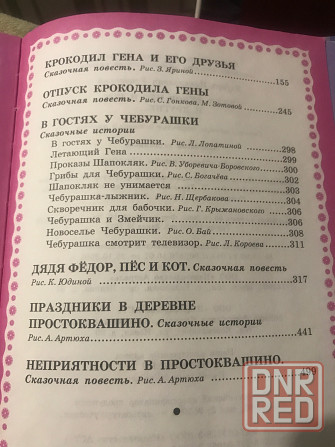 КРОКОДИЛ ГЕНА И ЕГО ДРУЗЬЯ
Сказочная повесть. Рис. З. Яриной
155
ОТПУСК КРОКОДИЛА ГЕНЫ
Сказочная повесть. Рис. С. Гонкова, М. Зотовой
245
В ГОСТЯХ У ЧЕБУРАШКИ
Сказочные истории
В гостях у Чебурашки. Рис. Л. Лопатиной 298
Летающий Гена 299
Проказы Шапокляк. Рис. В. Уборевича-Боровского 300
Грибы для Чебурашки. Рис. С. Богачёва 302
Шапокляк не унимается 303
Чебурашка-лыжник. Рис. Н. Щербакова 304
Скворечник для бабочки. Рис. Г. Крыжановского 306
Чебурашка и Змейчик. 306
Новоселье Чебурашки. Рис. О. Бай 308
Чебурашка смотрит телевизор. Рис. Л. Короева 311
ДЯДЯ ФЁДОР, ПЁС И КОТ. Сказочная повесть
Рис. К. Юдиной 317
ПРАЗДНИКИ В ДЕРЕВНЕ
ПРОСТОКВАШИНО. Сказочные истории
Рис. А. Артюха 441
НЕПРИЯТНОСТИ В ПРОСТОКВАШИНО.
Сказочная повесть. Рис. А. Артюха
DNR
RED